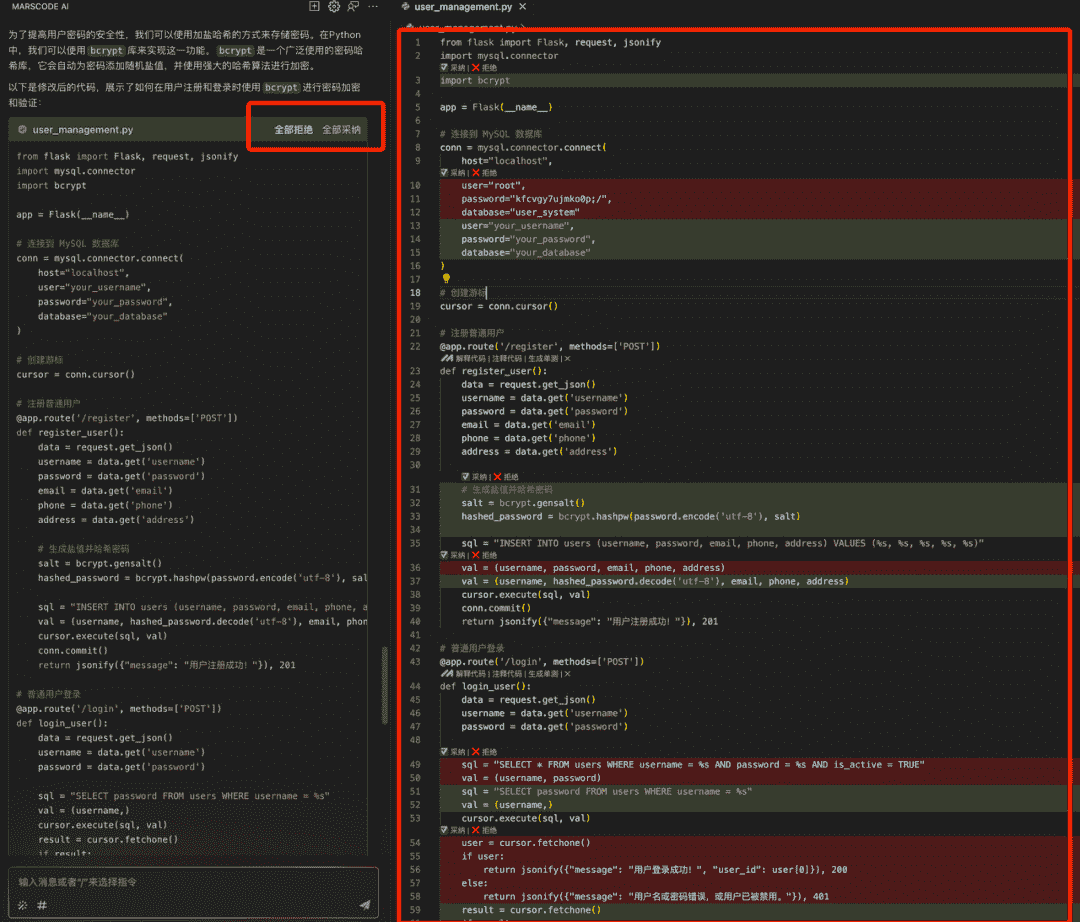 MARSCODE AI
为了提高用户密码的安全性，我们可以使用加盐哈希的方式来存储密码。在Python
中，我们可以使用 bcrypt 库来实现这一功能。 bcrypt 是一个广泛使用的密码哈
希库，它会自动为密码添加随机盐值，并使用强大的哈希算法进行加密。
以下是修改后的代码，展示了如何在用户注册和登录时使用 bcrypt 进行密码加密
和验证：
user_management.py 全部拒绝 全部采纳
from flask import Flask, request, jsonify
import mysql.connector
import bcrypt
app = Flask(__name__)
# 连接到 MySQL 数据库
conn = mysql.connector.connect(
    host="localhost",
    user="your_username",
    password="your_password",
    database="your_database"
)
# 创建游标
cursor = conn.cursor()
# 注册普通用户
@app.route('/register', methods=['POST'])
def register_user():
    data = request.get_json()
    username = data.get('username')
    password = data.get('password')
    email = data.get('email')
    phone = data.get('phone')
    address = data.get('address')
    # 生成盐值并哈希密码
    salt = bcrypt.gensalt()
    hashed_password = bcrypt.hashpw(password.encode('utf-8'), sal
    sql = "INSERT INTO users (username, password, email, phone, a
    val = (username, hashed_password.decode('utf-8'), email, phon
    cursor.execute(sql, val)
    conn.commit()
    return jsonify({"message": "用户注册成功！"}), 201
# 普通用户登录
@app.route('/login', methods=['POST'])
def login_user():
    data = request.get_json()
    username = data.get('username')
    password = data.get('password')
    sql = "SELECT password FROM users WHERE username = %s"
    val = (username,)
    cursor.execute(sql, val)
    result = cursor.fetchone()
    if result:
输入消息或者"/"来选择指令
#
user_management.py
1 from flask import Flask, request, jsonify
2 import mysql.connector
采纳 | 拒绝
3 import bcrypt
4
5 app = Flask(__name__)
6
7 # 连接到 MySQL 数据库
8 conn = mysql.connector.connect(
9     host="localhost",
采纳 | 拒绝
10     user="root",
11     password="kfcvgy7ujmko0p;/",
12     database="user_system"
13     user="your_username",
14     password="your_password",
15     database="your_database"
16 )
17
18 # 创建游标
19 cursor = conn.cursor()
20
21 # 注册普通用户
22 @app.route('/register', methods=['POST'])
解释代码 | 注释代码 | 生成单测 | ×
23 def register_user():
24     data = request.get_json()
25     username = data.get('username')
26     password = data.get('password')
27     email = data.get('email')
28     phone = data.get('phone')
29     address = data.get('address')
30
采纳 | 拒绝
31     # 生成盐值并哈希密码
32     salt = bcrypt.gensalt()
33     hashed_password = bcrypt.hashpw(password.encode('utf-8'), salt)
34
35     sql = "INSERT INTO users (username, password, email, phone, address) VALUES (%s, %s, %s, %s, %s)"
采纳 | 拒绝
36     val = (username, password, email, phone, address)
37     val = (username, hashed_password.decode('utf-8'), email, phone, address)
38     cursor.execute(sql, val)
39     conn.commit()
40     return jsonify({"message": "用户注册成功！"}), 201
41
42 # 普通用户登录
43 @app.route('/login', methods=['POST'])
解释代码 | 注释代码 | 生成单测 | ×
44 def login_user():
45     data = request.get_json()
46     username = data.get('username')
47     password = data.get('password')
48
采纳 | 拒绝
49     sql = "SELECT * FROM users WHERE username = %s AND password = %s AND is_active = TRUE"
50     val = (username, password)
51     sql = "SELECT password FROM users WHERE username = %s"
52     val = (username,)
53     cursor.execute(sql, val)
采纳 | 拒绝
54     user = cursor.fetchone()
55     if user:
56         return jsonify({"message": "用户登录成功！", "user_id": user[0]}), 200
57     else:
58         return jsonify({"message": "用户名或密码错误，或用户已被禁用。"}), 401
59     result = cursor.fetchone()